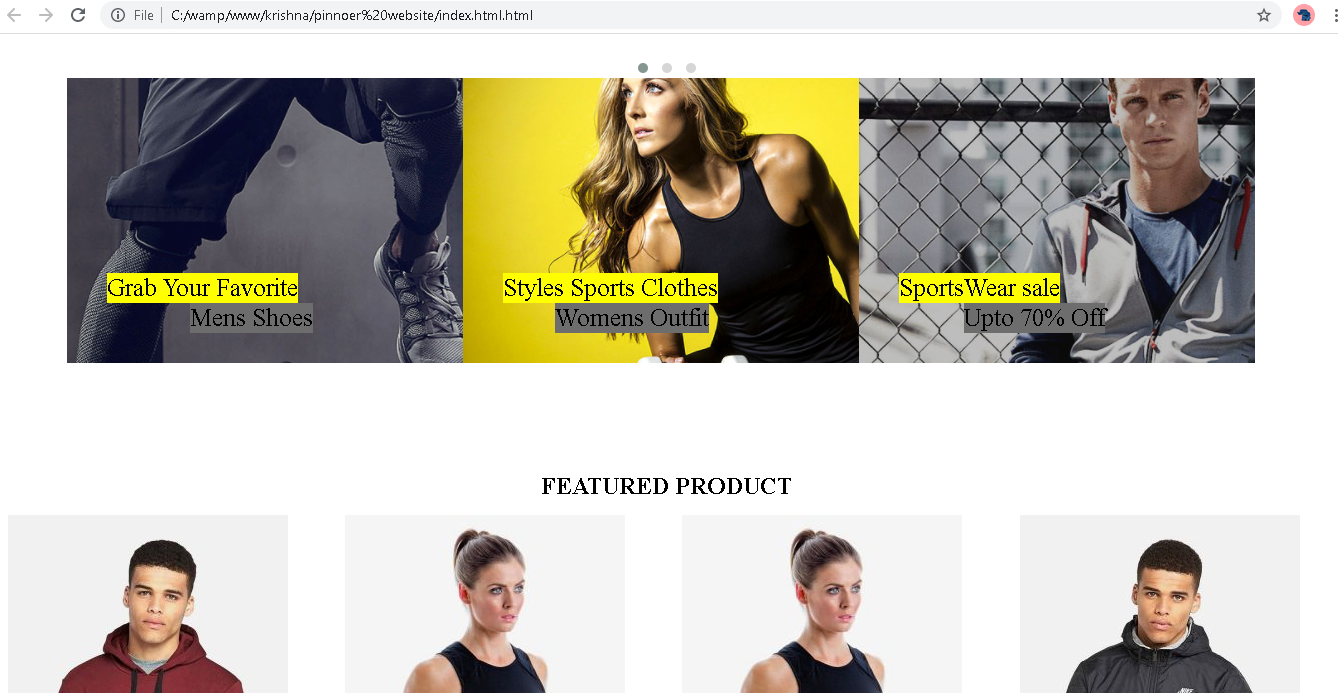 File
C:/wamp/www/krishna/pinnoer%20website/index.html.html
Grab Your Favorite
Mens Shoes
Styles Sports Clothes
Womens Outfit
SportsWear sale
Upto 70% Off
FEATURED PRODUCT
NIKE